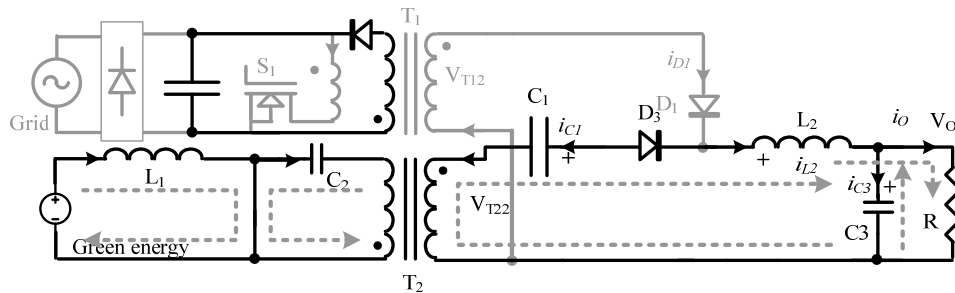 T1
S1
VT12
iD1
D1
Grid
C1
D3
L2
iO
VO
iC1
+
+
iL2
L1
C2
VT22
iC3
+
C3
R
Green energy
T2